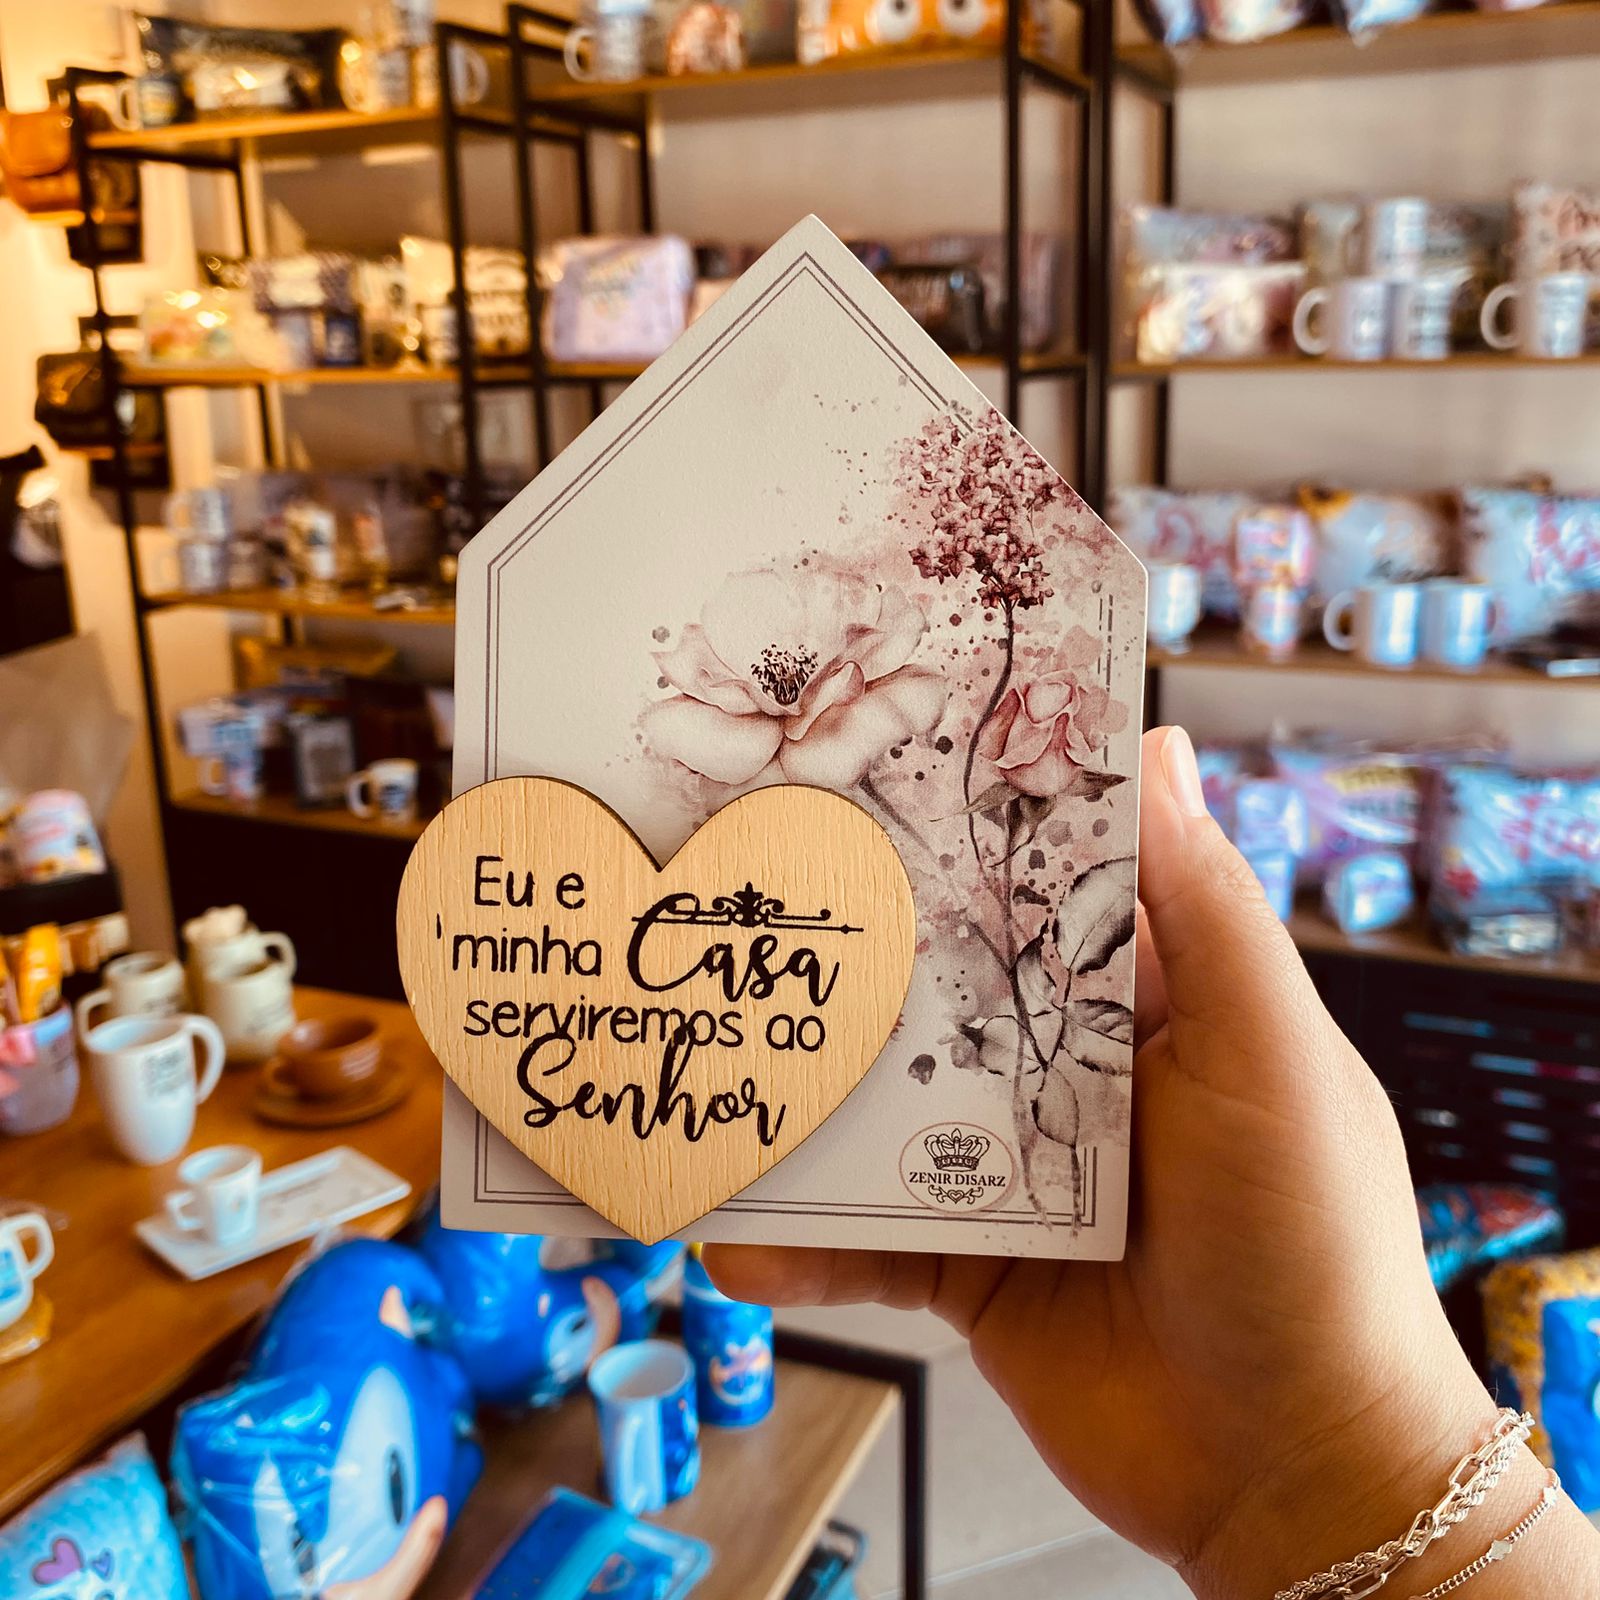 Eu e
minha Casa
serviremos ao
Senhor
ZENIR DISARZ